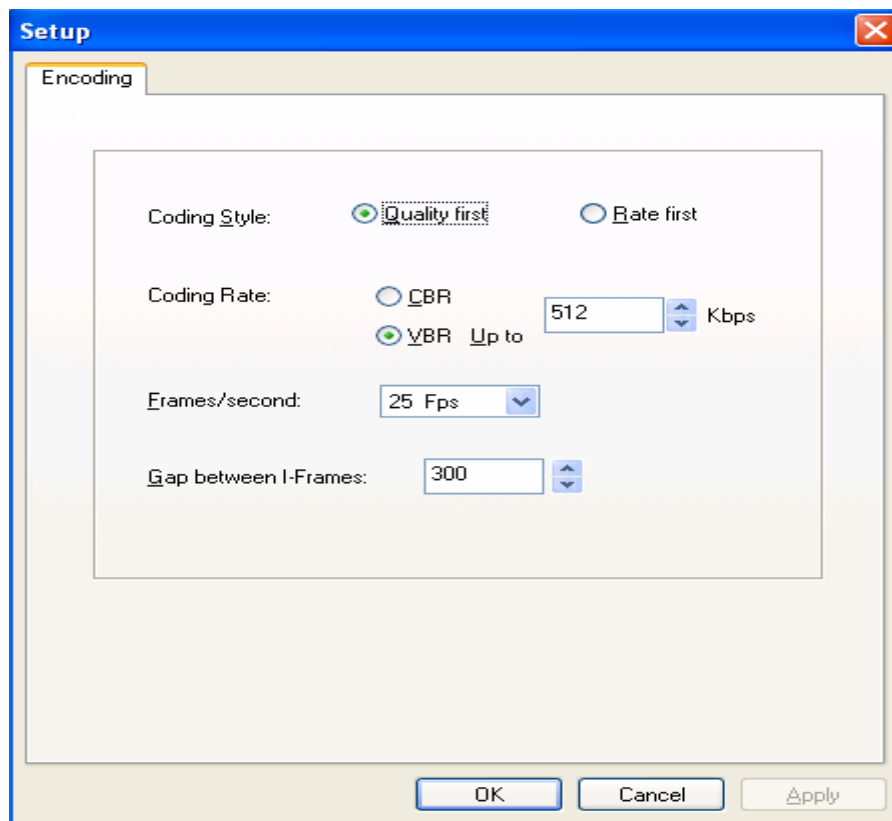 Setup
Encoding
Coding Style: Quality first Rate first
Coding Rate: CBR
VBR Up to 512 Kbps
Frames/second: 25 Fps
Gap between I-Frames: 300
OK Cancel Apply